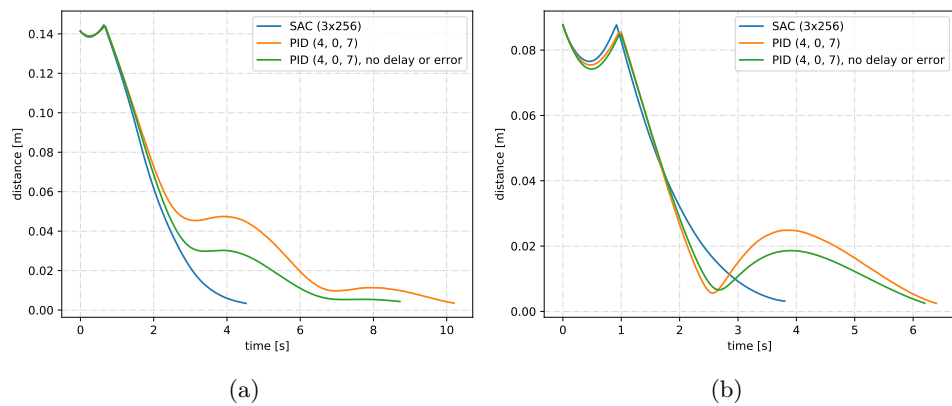 SAC (3x256)
PID (4, 0, 7)
PID (4, 0, 7), no delay or error
0.14
0.12
0.10
0.08
0.06
0.04
0.02
0.00
distance [m]
0 2 4 6 8 10
time [s]
(a)
SAC (3x256)
PID (4, 0, 7)
PID (4, 0, 7), no delay or error
0.08
0.06
0.04
0.02
0.00
distance [m]
0 1 2 3 4 5 6
time [s]
(b)